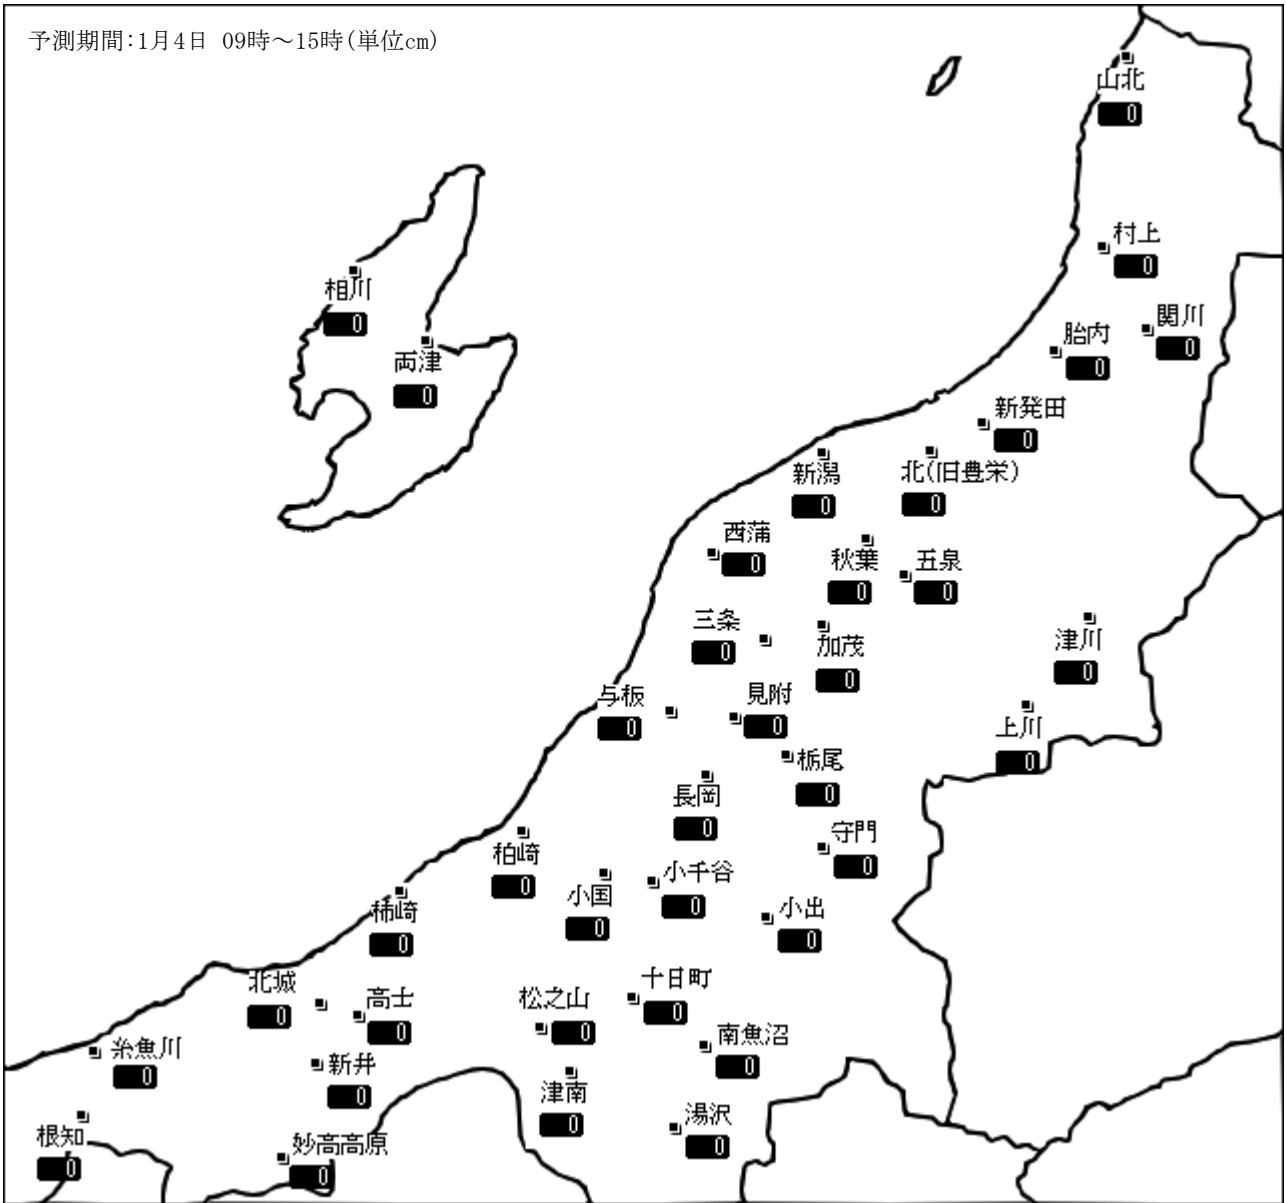 予測期間:1月4日 09時～15時(単位cm)
山北
0
村上
0
相川
0
関川
0
胎内
0
両津
0
新発田
0
新潟
0
北(旧豊栄)
0
西蒲
0
秋葉
0
五泉
0
三条
0
加茂
0
津川
0
与板
0
見附
0
上川
0
栃尾
0
長岡
0
守門
0
柏崎
0
小国
0
小千谷
0
小出
0
柿崎
0
北城
0
高士
0
松之山
0
十日町
0
南魚沼
0
糸魚川
0
新井
0
津南
0
湯沢
0
根知
0
妙高高原
0